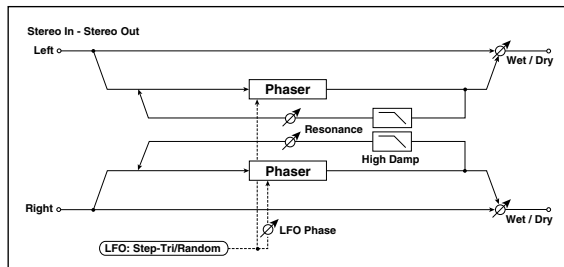 Stereo In - Stereo Out
Left
Wet / Dry
Phaser
Resonance
High Damp
Phaser
Right
Wet / Dry
LFO Phase
LFO: Step-Tri/Random